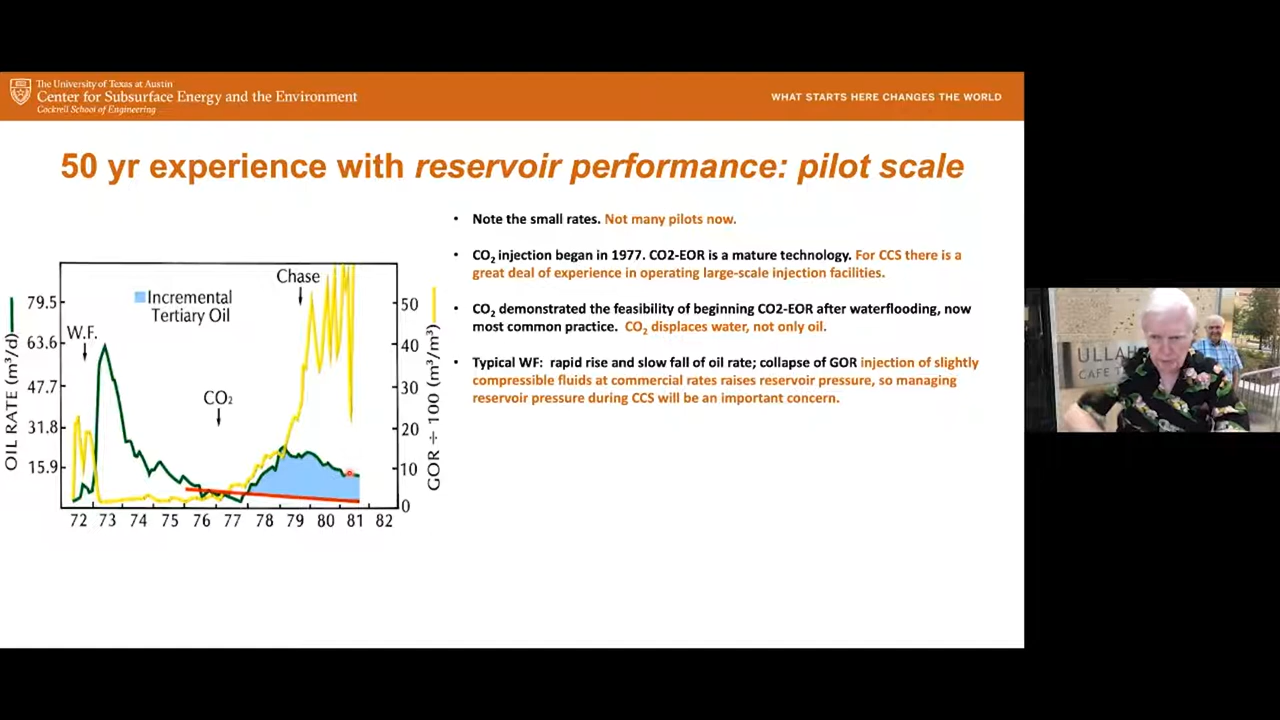 The University of Texas at Austin
Center for Subsurface Energy and the Environment
Cockrell School of Engineering
WHAT STARTS HERE CHANGES THE WORLD
50 yr experience with reservoir performance: pilot scale
• Note the small rates. Not many pilots now.
• CO₂ injection began in 1977. CO2-EOR is a mature technology. For CCS there is a
great deal of experience in operating large-scale injection facilities.
• CO₂ demonstrated the feasibility of beginning CO2-EOR after waterflooding, now
most common practice. CO₂ displaces water, not only oil.
• Typical WF: rapid rise and slow fall of oil rate; collapse of GOR injection of slightly
compressible fluids at commercial rates raises reservoir pressure, so managing
reservoir pressure during CCS will be an important concern.
OIL RATE (m³/d)
79.5
63.6
47.7
31.8
15.9
W.F.
Incremental
Tertiary Oil
CO₂
Chase
50
40
30
20
10
0
GOR ÷ 100 (m³/m³)
72 73 74 75 76 77 78 79 80 81 82
ULLAH
CAFE